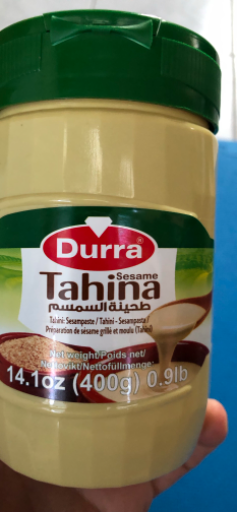 Durra®
Sesame
Tahina
طحينة السمسم
Tahini: Sesampaste / Tahini - Sesampasta /
Préparation de sésame grillé et moulu (Tahini)
Net weight/Poids net/
Nettovikt/Nettofüllmenge:
14.1oz (400g) 0.9lb